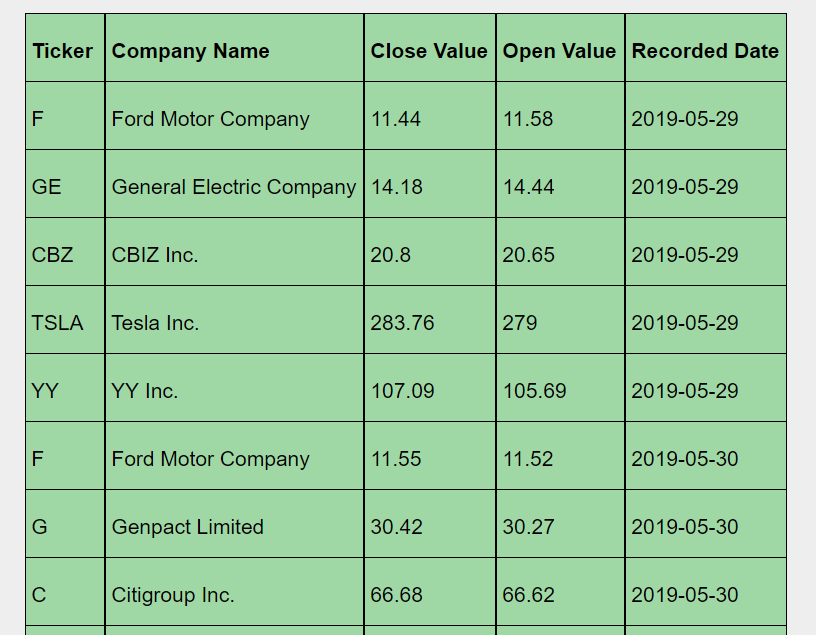 Ticker Company Name Close Value Open Value Recorded Date
F Ford Motor Company 11.44 11.58 2019-05-29
GE General Electric Company 14.18 14.44 2019-05-29
CBZ CBIZ Inc. 20.8 20.65 2019-05-29
TSLA Tesla Inc. 283.76 279 2019-05-29
YY YY Inc. 107.09 105.69 2019-05-29
F Ford Motor Company 11.55 11.52 2019-05-30
G Genpact Limited 30.42 30.27 2019-05-30
C Citigroup Inc. 66.68 66.62 2019-05-30